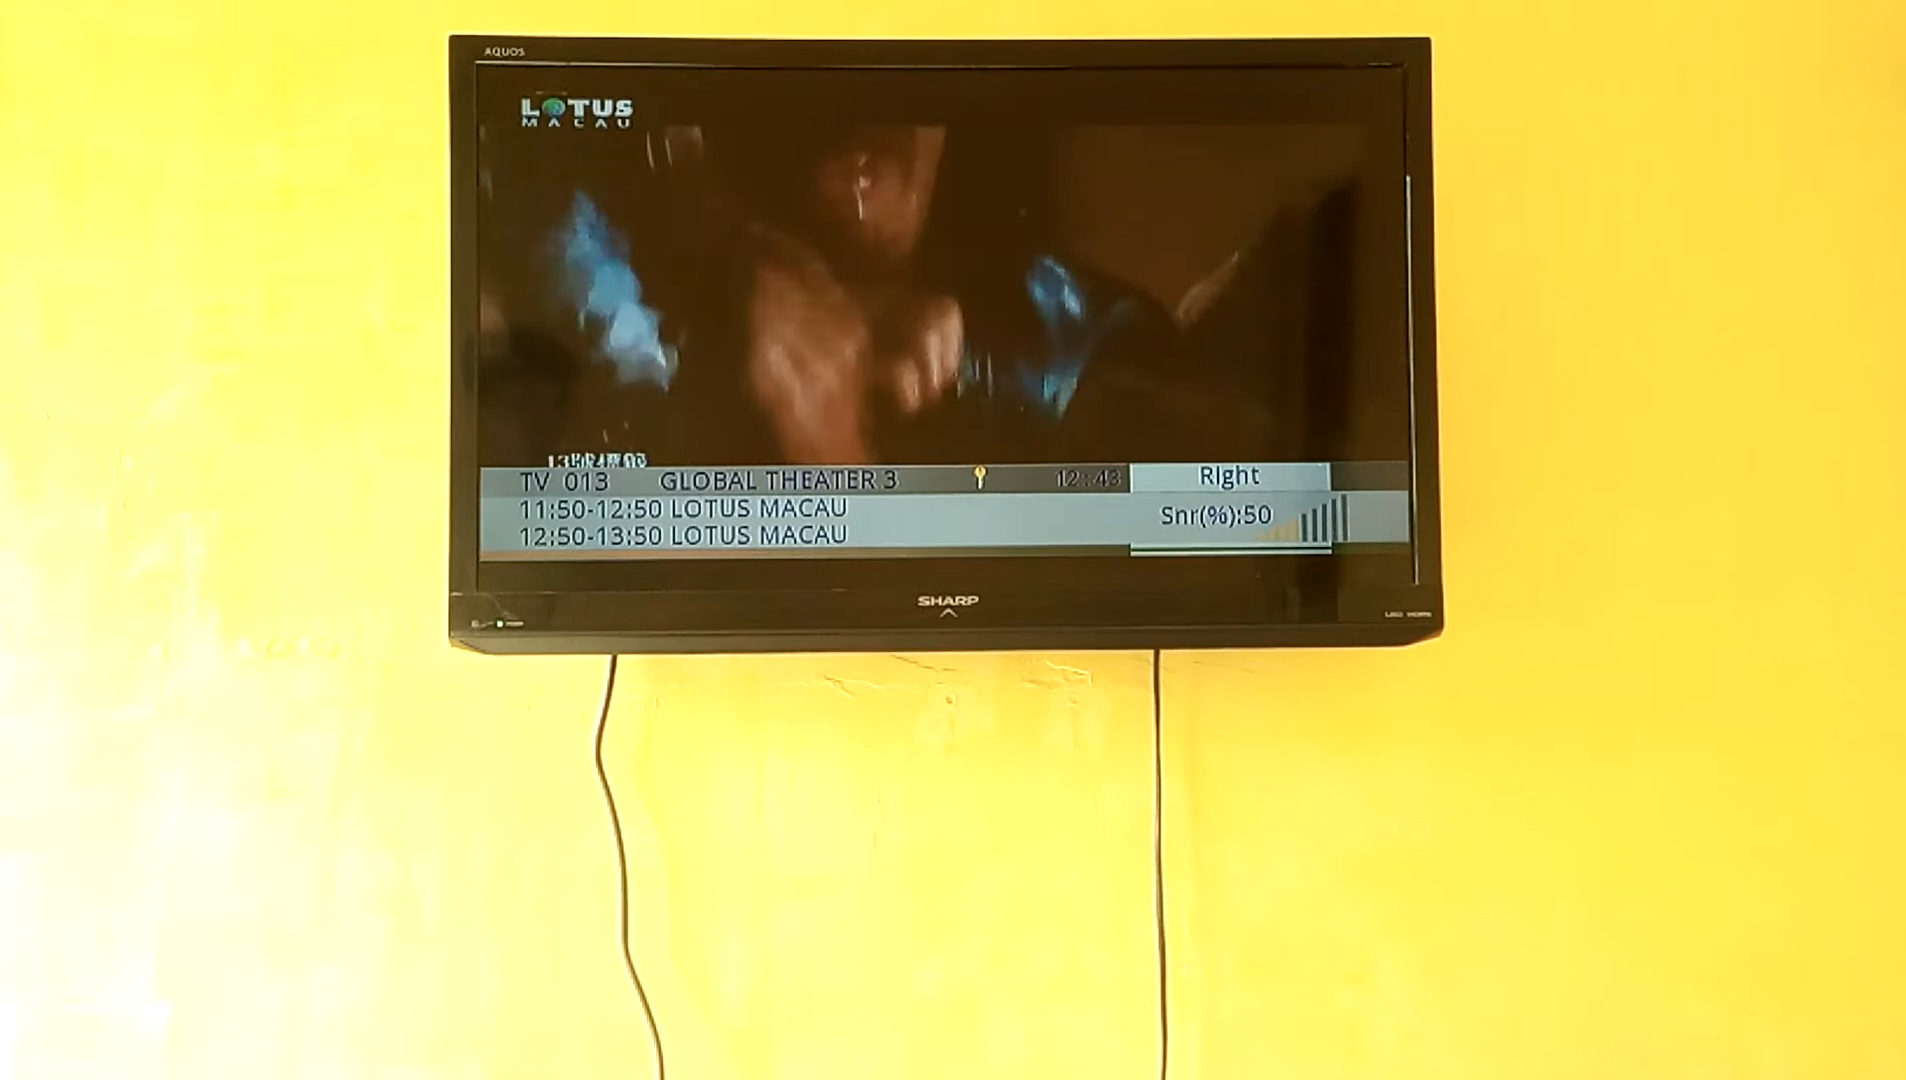 AQUOS
LOTUS
MACAU
TV 013 GLOBAL THEATER 3 12:43 Right
11:50-12:50 LOTUS MACAU
Snr(%):50
12:50-13:50 LOTUS MACAU
SHARP